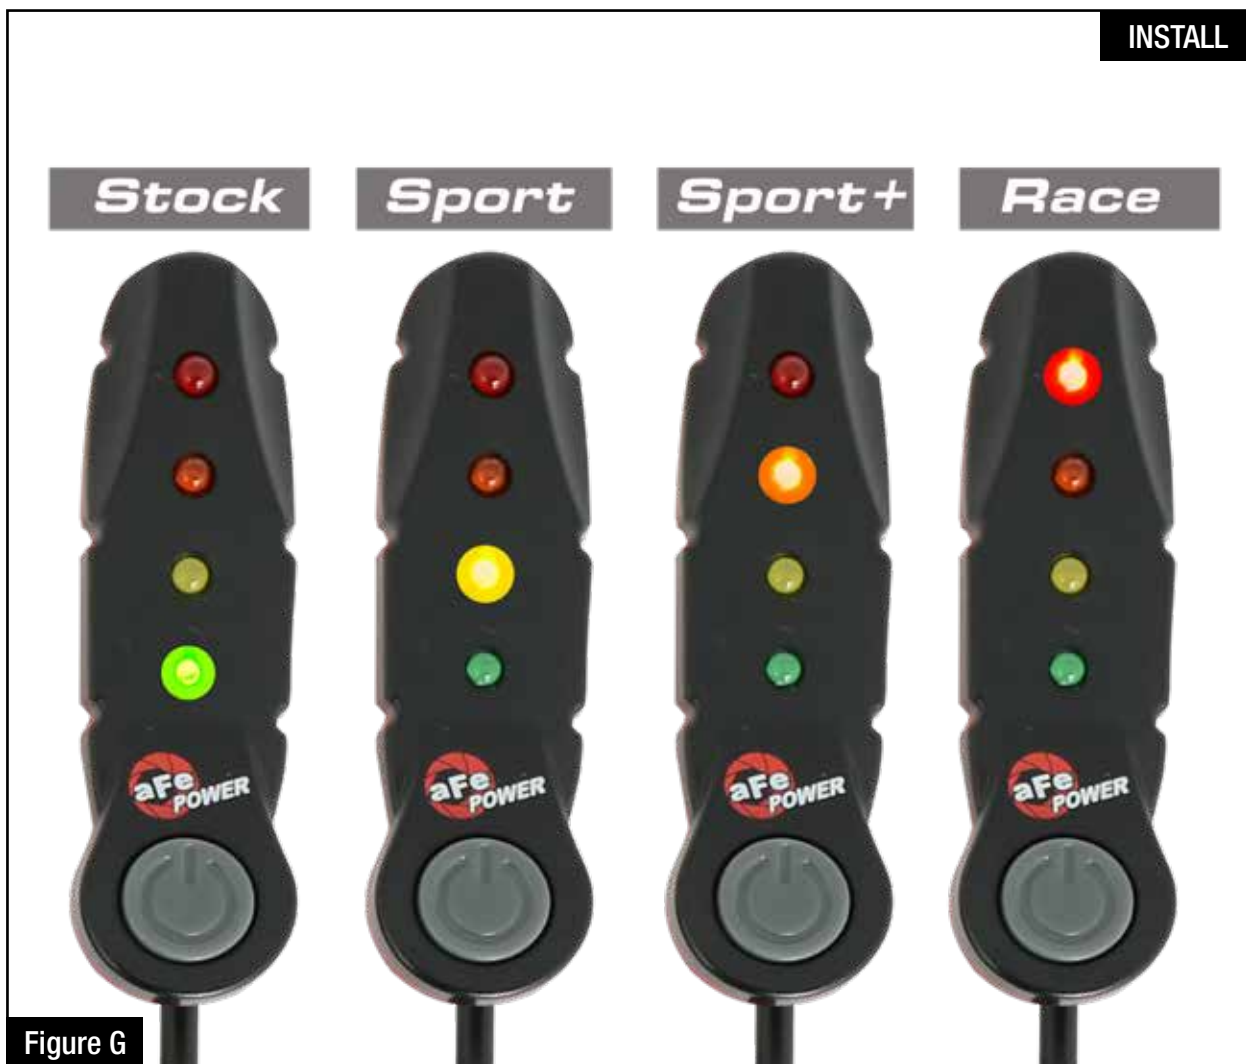 INSTALL
Stock
Sport
Sport+
Race
aFe
POWER
aFe
POWER
aFe
POWER
aFe
POWER
Figure G